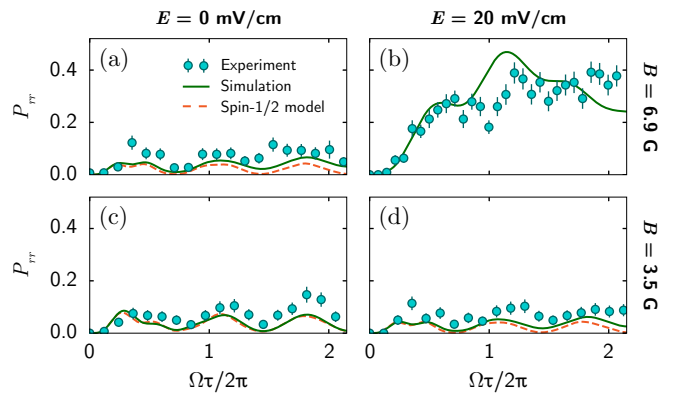 E = 0 mV/cm
E = 20 mV/cm
(a)
Experiment
Simulation
Spin-1/2 model
(b)
P_rr
0.4
0.2
0.0
B = 6.9 G
(c)
(d)
P_rr
0.4
0.2
0.0
B = 3.5 G
0
1
2
0
1
2
Ωτ/2π
Ωτ/2π